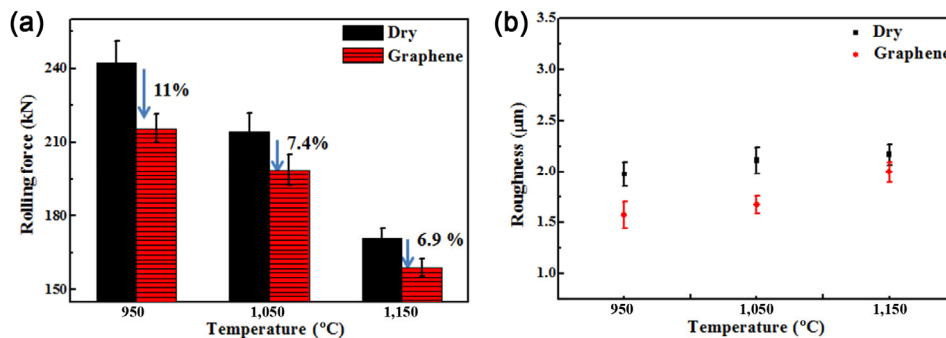 (a)
Dry
Graphene
240
210
180
150
Rolling force (kN)
11%
7.4%
6.9 %
950
1,050
1,150
Temperature (°C)
(b)
Dry
Graphene
3.5
3.0
2.5
2.0
1.5
1.0
Roughness (µm)
950
1,050
1,150
Temperature (°C)